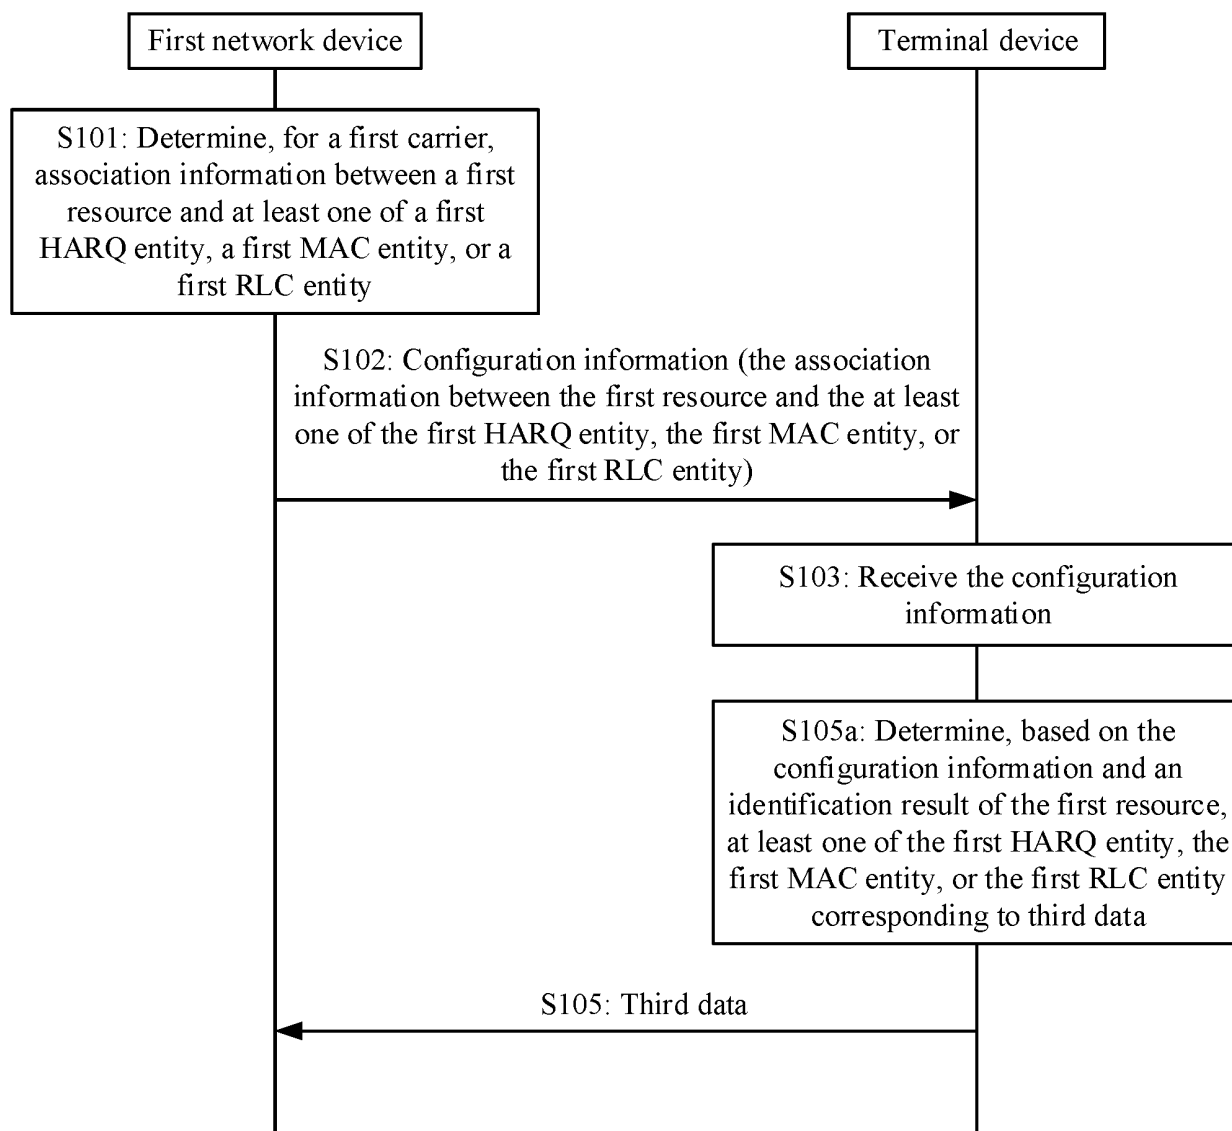 First network device
Terminal device
S101: Determine, for a first carrier,
association information between a first
resource and at least one of a first
HARQ entity, a first MAC entity, or a
first RLC entity
S102: Configuration information (the association
information between the first resource and the at least
one of the first HARQ entity, the first MAC entity, or
the first RLC entity)
S103: Receive the configuration
information
S105a: Determine, based on the
configuration information and an
identification result of the first resource,
at least one of the first HARQ entity, the
first MAC entity, or the first RLC entity
corresponding to third data
S105: Third data